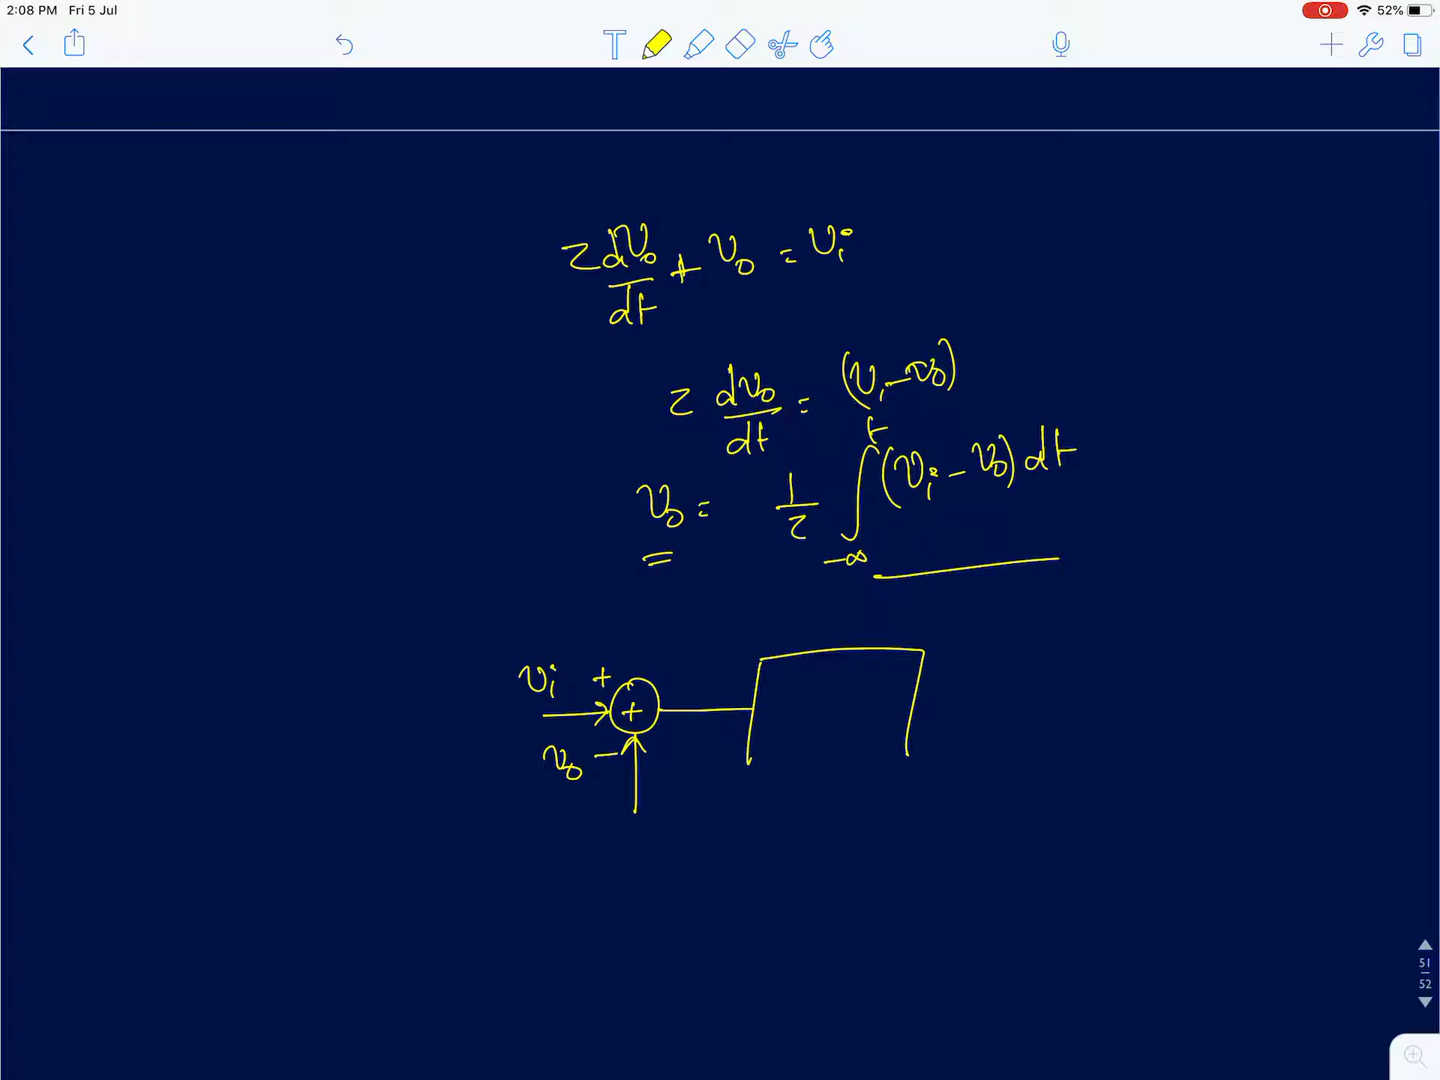 2:08 PM Fri 5 Jul 52%
T
τ dv₀/dt + v₀ = vᵢ
τ dv₀/dt = (vᵢ - v₀)
v₀ = 1/τ ∫_{-∞}^{t} (vᵢ - v₀) dt
vᵢ +
+
v₀ -
51
52